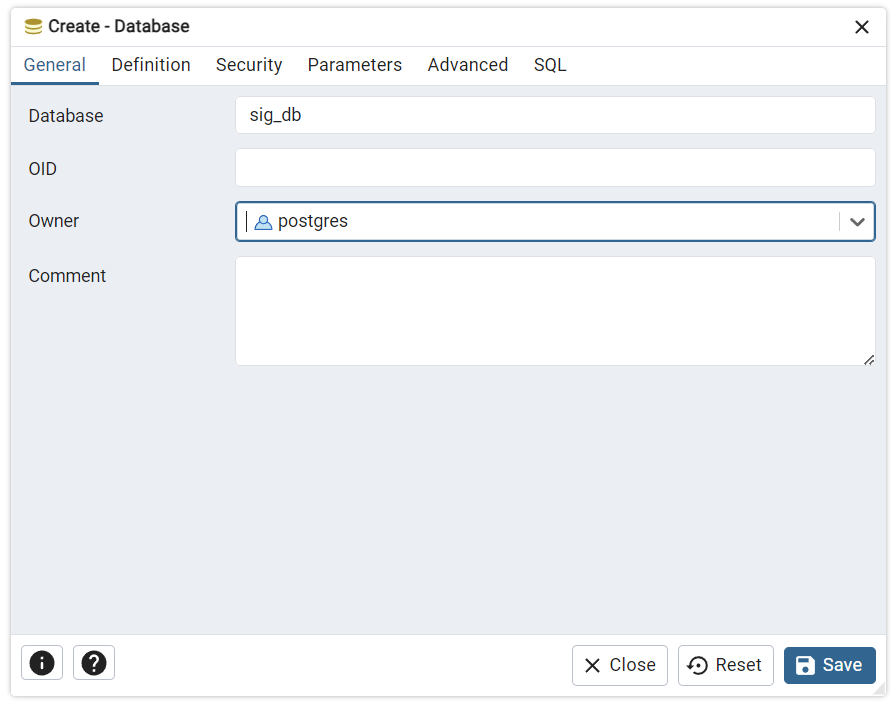 Create - Database
General Definition Security Parameters Advanced SQL
Database sig_db
OID
Owner postgres
Comment
Close Reset Save